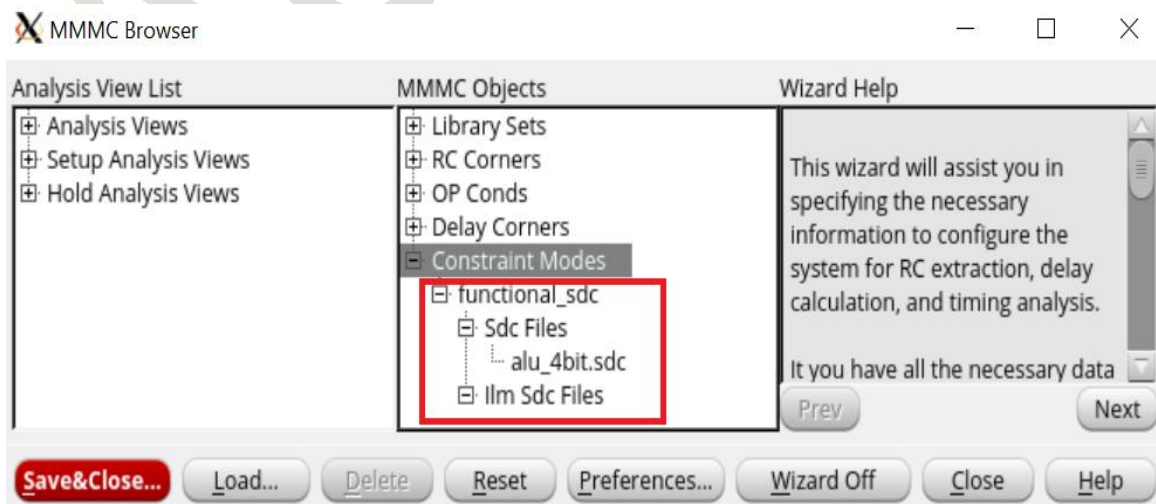 MMMC Browser
Analysis View List
Analysis Views
Setup Analysis Views
Hold Analysis Views
MMMC Objects
Library Sets
RC Corners
OP Conds
Delay Corners
Constraint Modes
functional_sdc
Sdc Files
alu_4bit.sdc
Ilm Sdc Files
Wizard Help
This wizard will assist you in
specifying the necessary
information to configure the
system for RC extraction, delay
calculation, and timing analysis.
It you have all the necessary data
Prev
Next
Save&Close...
Load...
Delete
Reset
Preferences...
Wizard Off
Close
Help